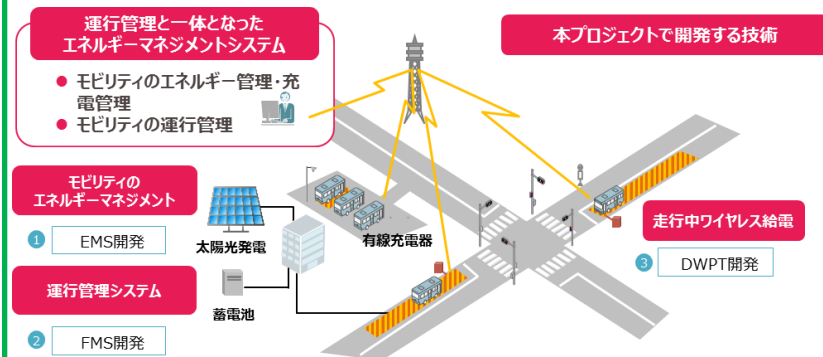 運行管理と一体となった
エネルギーマネジメントシステム
● モビリティのエネルギー管理・充
電管理
● モビリティの運行管理
本プロジェクトで開発する技術
モビリティの
エネルギーマネジメント
1 EMS開発
運行管理システム
2 FMS開発
太陽光発電
蓄電池
有線充電器
走行中ワイヤレス給電
3 DWPT開発